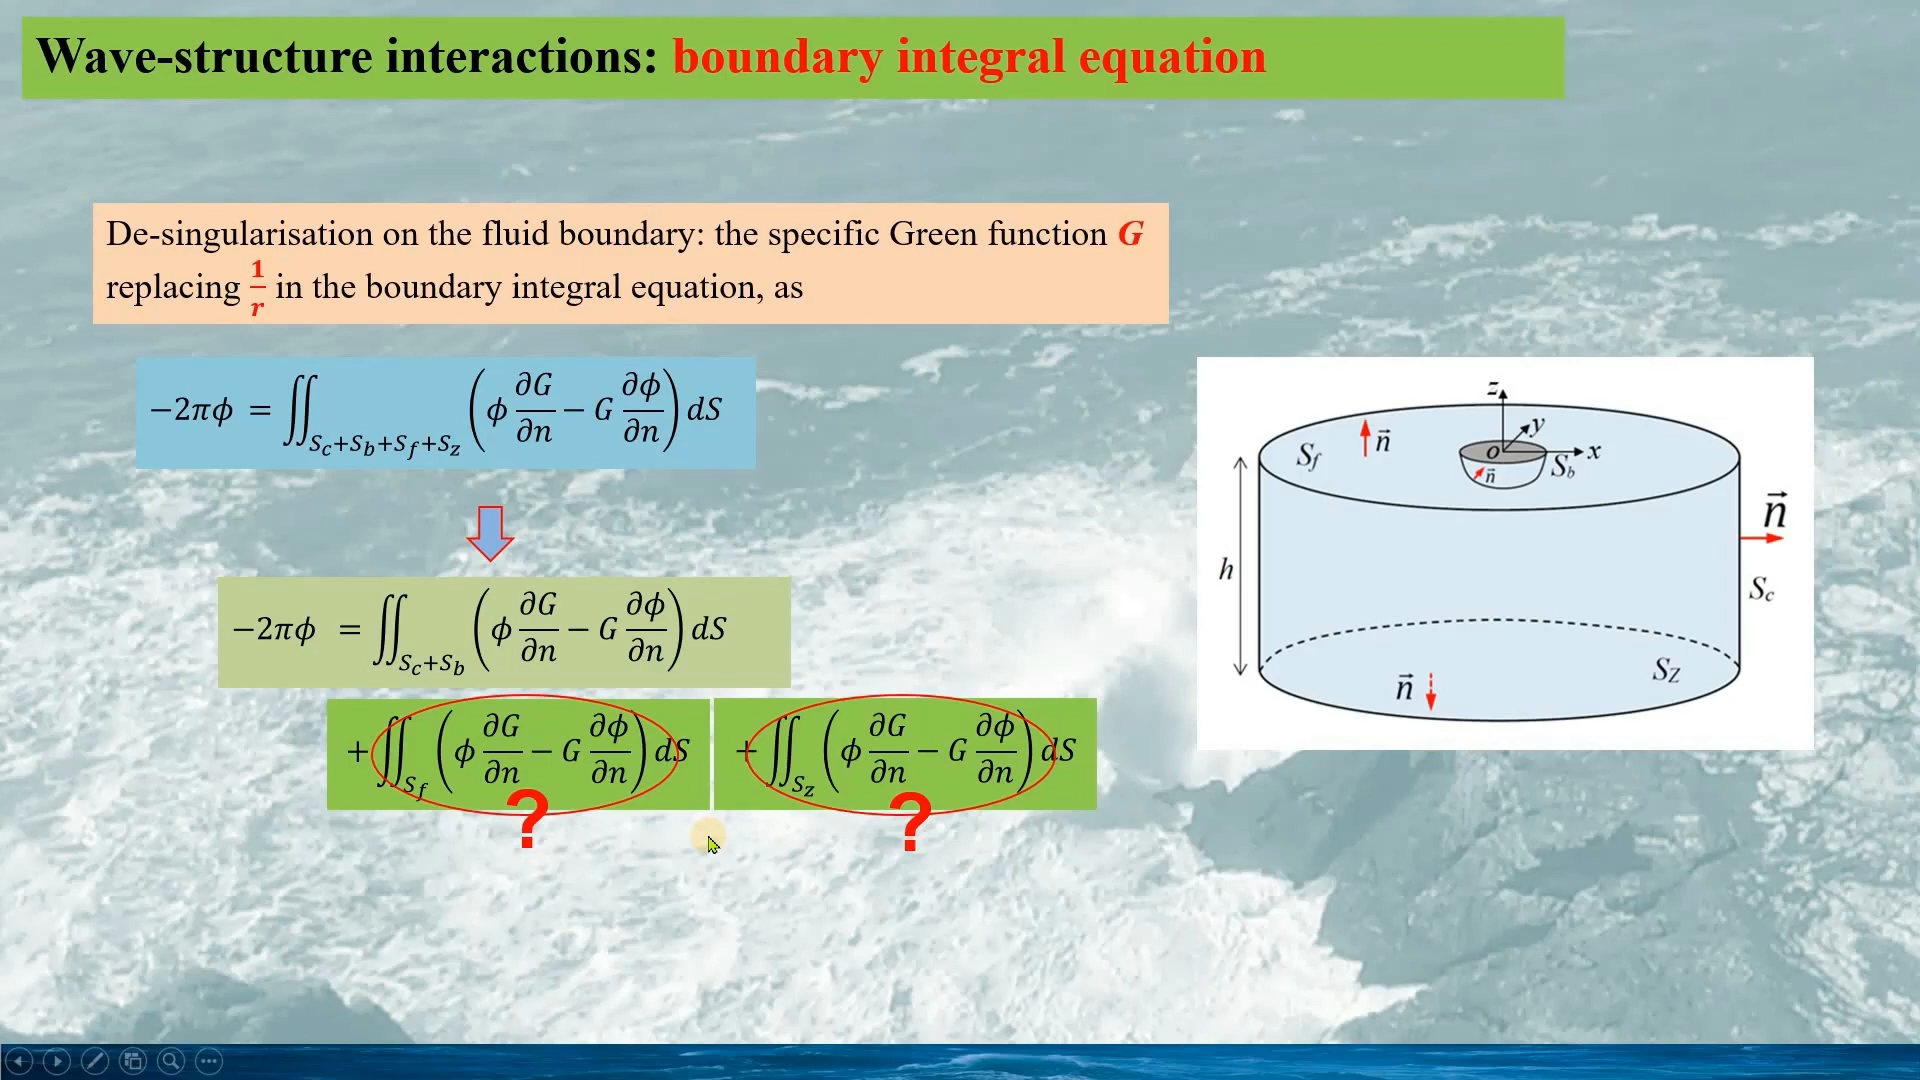 Wave-structure interactions: boundary integral equation
De-singularisation on the fluid boundary: the specific Green function G
replacing 1/r in the boundary integral equation, as
−2πϕ = ∬_{S_c+S_b+S_f+S_z} (ϕ ∂G/∂n − G ∂ϕ/∂n) dS
−2πϕ = ∬_{S_c+S_b} (ϕ ∂G/∂n − G ∂ϕ/∂n) dS
+ ∬_{S_f} (ϕ ∂G/∂n − G ∂ϕ/∂n) dS + ∬_{S_z} (ϕ ∂G/∂n − G ∂ϕ/∂n) dS
? ?
z
y
S_f n⃗ o x
n⃗ S_b
n⃗
h
S_c
S_Z
n⃗